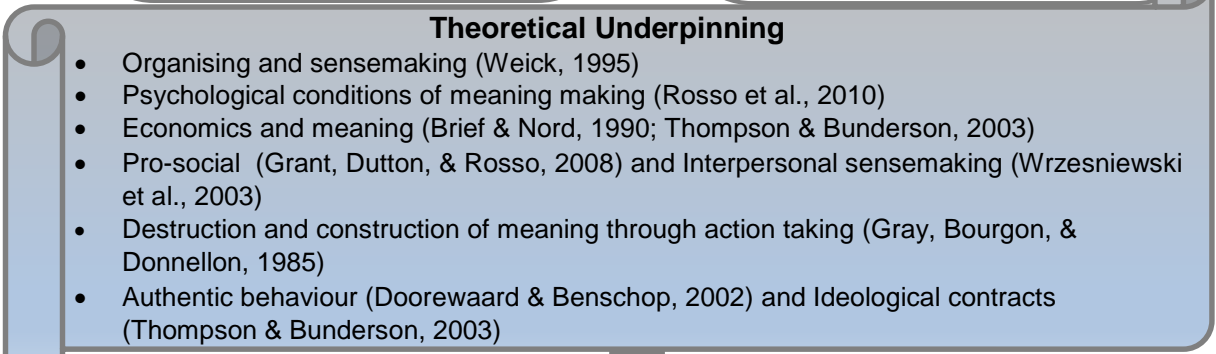 Theoretical Underpinning
• Organising and sensemaking (Weick, 1995)
• Psychological conditions of meaning making (Rosso et al., 2010)
• Economics and meaning (Brief & Nord, 1990; Thompson & Bunderson, 2003)
• Pro-social (Grant, Dutton, & Rosso, 2008) and Interpersonal sensemaking (Wrzesniewski
et al., 2003)
• Destruction and construction of meaning through action taking (Gray, Bourgon, &
Donnellon, 1985)
• Authentic behaviour (Doorewaard & Benschop, 2002) and Ideological contracts
(Thompson & Bunderson, 2003)